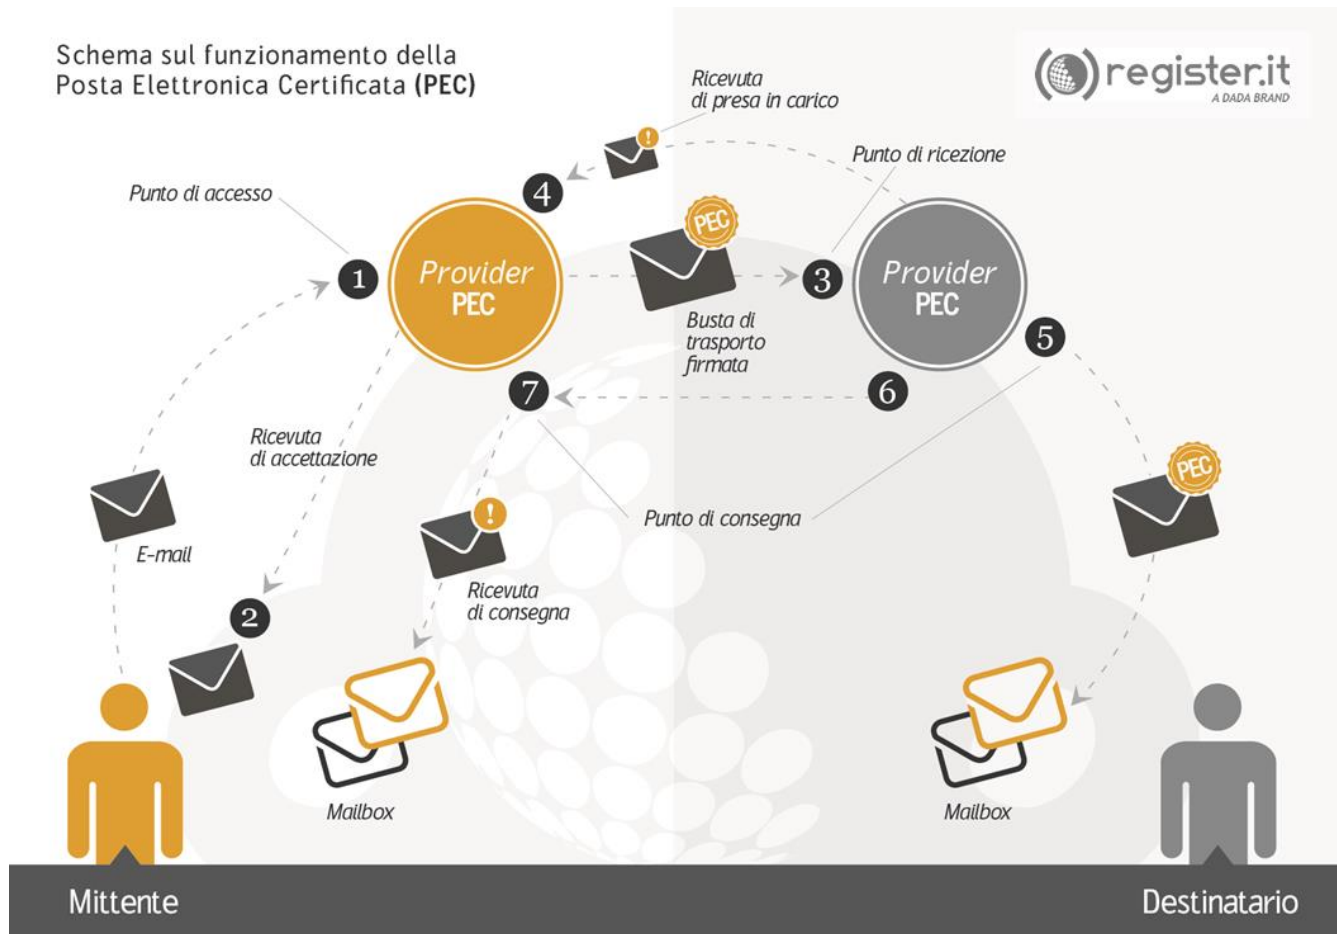 Schema sul funzionamento della
Posta Elettronica Certificata (PEC)
register.it
A DADA BRAND
Ricevuta
di presa in carico
!
Punto di ricezione
Punto di accesso
4
PEC
1
Provider
PEC
3
Provider
PEC
Busta di
trasporto
firmata
5
7
6
Ricevuta
di accettazione
PEC
!
Punto di consegna
E-mail
Ricevuta
di consegna
2
Mailbox
Mailbox
Mittente
Destinatario